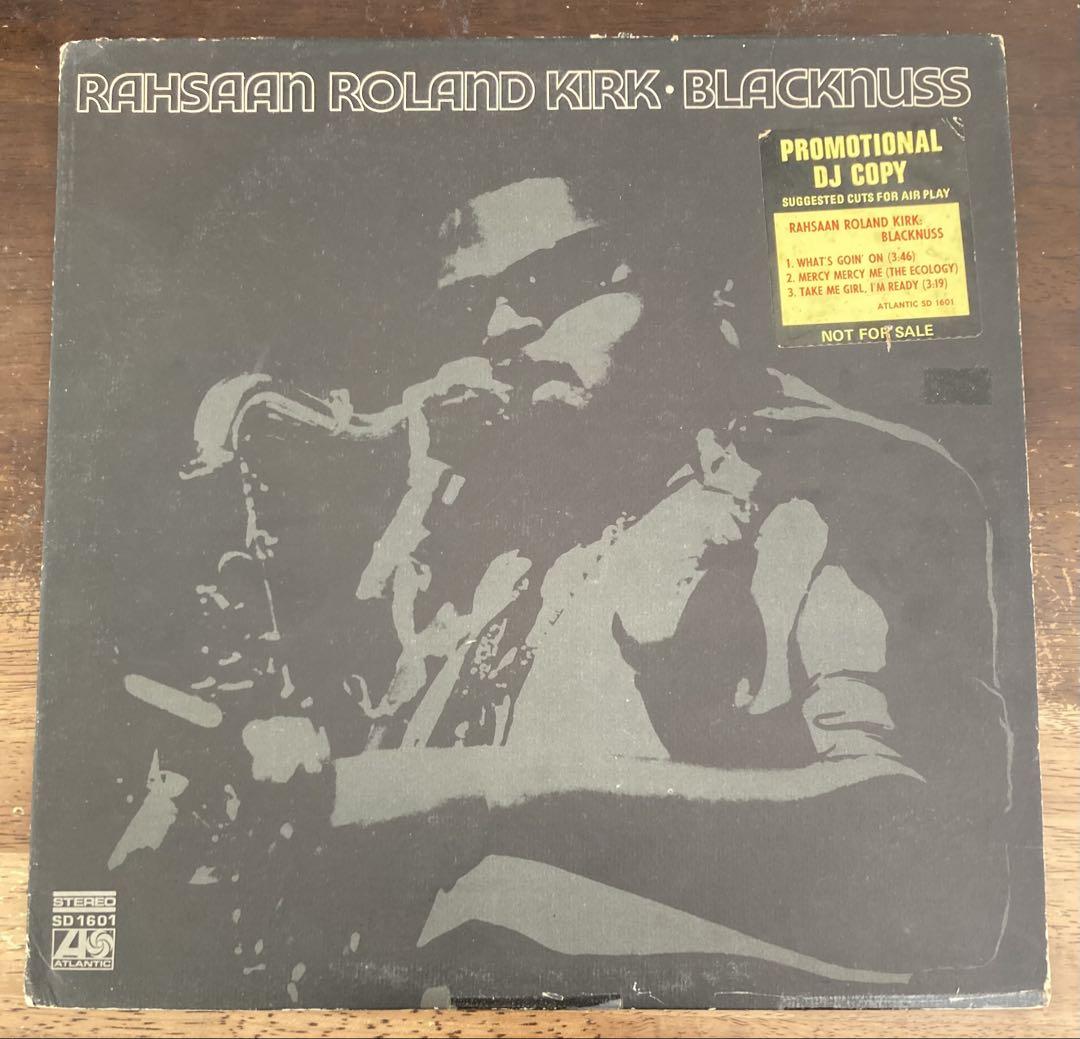 RAHSAAN ROLAND KIRK · BLACKNUSS
PROMOTIONAL
DJ COPY
SUGGESTED CUTS FOR AIR PLAY
RAHSAAN ROLAND KIRK:
BLACKNUSS
1. WHAT'S GOIN' ON (3:46)
2. MERCY MERCY ME (THE ECOLOGY)
3. TAKE ME GIRL, I'M READY (3:19)
ATLANTIC SD 1601
NOT FOR SALE
STEREO
SD 1601
ATLANTIC